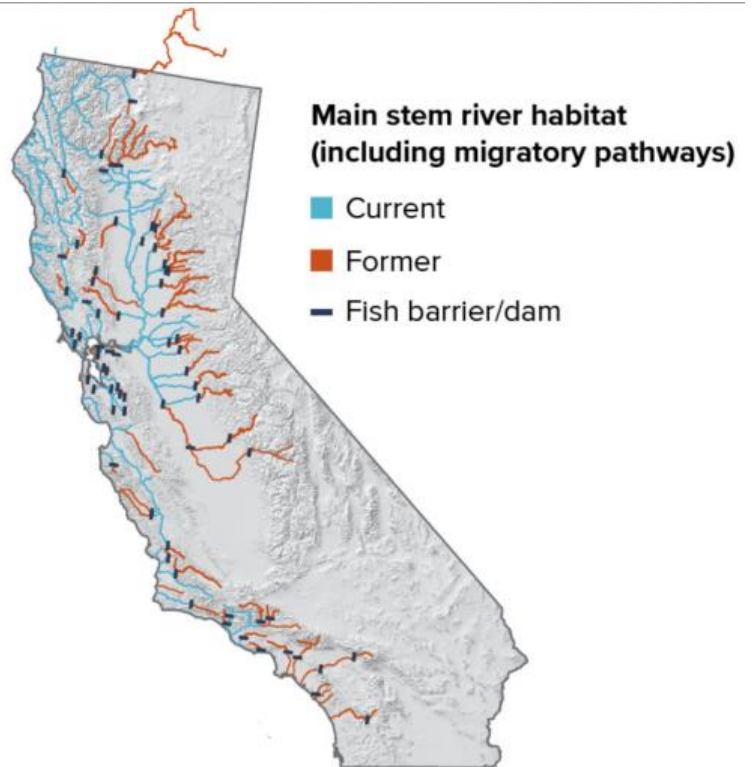 Main stem river habitat
(including migratory pathways)
Current
Former
Fish barrier/dam